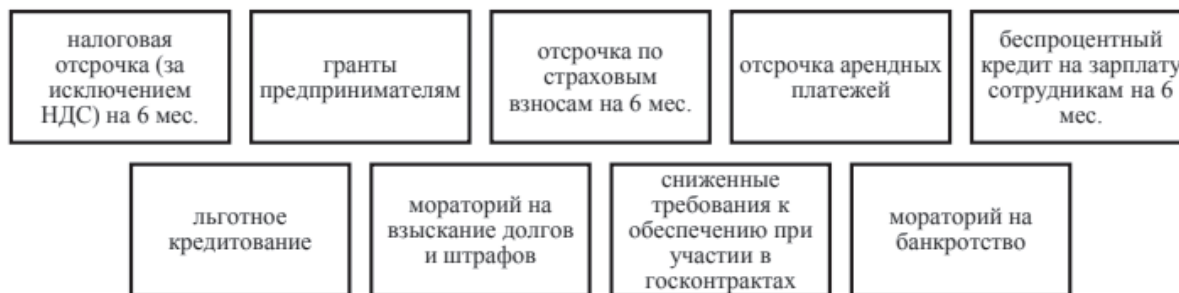 налоговая
отсрочка (за
исключением
НДС) на 6 мес.
гранты
предпринимателям
отсрочка по
страховым
взносам на 6 мес.
отсрочка арендных
платежей
беспроцентный
кредит на зарплату
сотрудникам на 6
мес.
льготное
кредитование
мораторий на
взыскание долгов
и штрафов
сниженные
требования к
обеспечению при
участии в
госконтрактах
мораторий на
банкротство